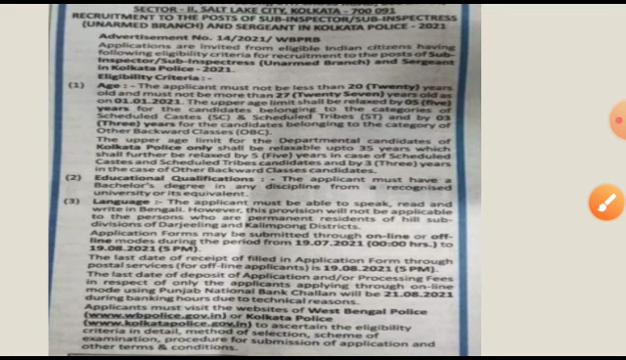 SECTOR - II, SALT LAKE CITY, KOLKATA - 700 091
RECRUITMENT TO THE POSTS OF SUB-INSPECTOR/SUB-INSPECTRESS
(UNARMED BRANCH) AND SERGEANT IN KOLKATA POLICE - 2021
Advertisement No. 14/2021/ WBPRB
Applications are invited from eligible Indian citizens having
following eligibility criteria for recruitment to the posts of Sub-
Inspector/Sub-Inspectress (Unarmed Branch) and Sergeant
in Kolkata Police - 2021.
Eligibility Criteria : -
(1) Age : - The applicant must not be less than 20 (Twenty) years
old and must not be more than 27 (Twenty Seven) years old as
on 01.01.2021. The upper age limit shall be relaxed by 05 (five)
years for the candidates belonging to the categories of
Scheduled Castes (SC) & Scheduled Tribes (ST) and by 03
(Three) years for the candidates belonging to the category of
Other Backward Classes (OBC).
The upper age limit for the Departmental candidates of
Kolkata Police only shall be relaxable upto 35 years which
shall further be relaxed by 5 (Five) years in case of Scheduled
Castes and Scheduled Tribes candidates and by 3 (Three) years
in the case of Other Backward Classes candidates.
(2) Educational Qualifications : - The applicant must have a
Bachelor's degree in any discipline from a recognised
university or its equivalent.
(3) Language :- The applicant must be able to speak, read and
write in Bengali. However, this provision will not be applicable
to the persons who are permanent residents of hill sub-
divisions of Darjeeling and Kalimpong Districts.
Application Forms may be submitted through on-line or off-
line modes during the period from 19.07.2021 (00:00 hrs.) to
19.08.2021 (5 PM).
The last date of receipt of filled in Application Form through
postal services (for off-line applicants) is 19.08.2021 (5 PM).
The last date of deposit of Application and/or Processing Fees
in respect of only the applicants applying through on-line
mode using Punjab National Bank Challan will be 21.08.2021
during banking hours due to technical reasons.
Applicants must visit the websites of West Bengal Police
(www.wbpolice.gov.in) or Kolkata Police
(www.kolkatapolice.gov.in) to ascertain the eligibility
criteria in detail, method of selection, scheme of
examination, procedure for submission of application and
other terms & conditions.